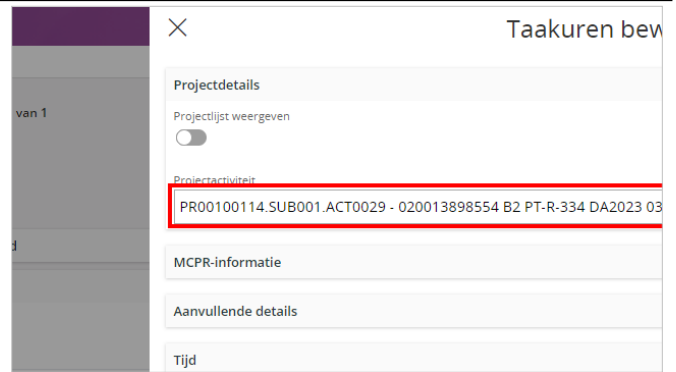 Taakuren bew
Projectdetails
Projectlijst weergeven
van 1
Projectactiviteit
PR00100114.SUB001.ACT0029 - 020013898554 B2 PT-R-334 DA2023 03
d
MCPR-informatie
Aanvullende details
Tijd